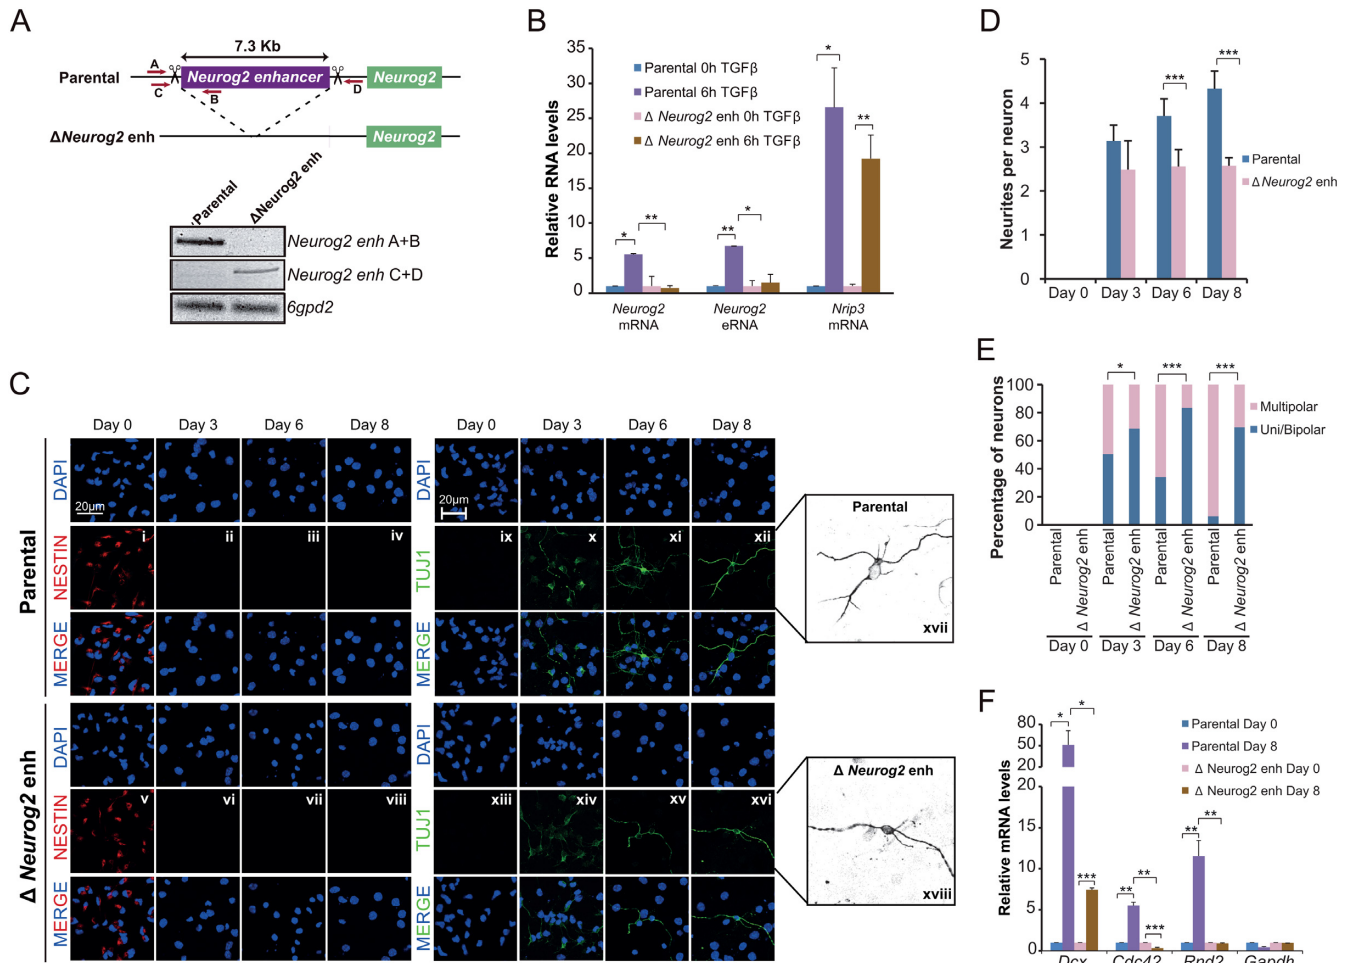 A
7.3 Kb
Parental
A
C
B
D
Neurog2 enhancer
Neurog2
ΔNeurog2 enh
Neurog2
Parental
ΔNeurog2 enh
Neurog2 enh A+B
Neurog2 enh C+D
6gpd2
B
Relative RNA levels
35
30
25
20
15
10
5
0
Parental 0h TGFβ
Parental 6h TGFβ
Δ Neurog2 enh 0h TGFβ
Δ Neurog2 enh 6h TGFβ
*
**
**
*
*
**
Neurog2
mRNA
Neurog2
eRNA
Nrip3
mRNA
C
Day 0 Day 3 Day 6 Day 8
Day 0 Day 3 Day 6 Day 8
Parental
DAPI
20μm
DAPI
20μm
NESTIN
i ii iii iv
TUJ1
ix x xi xii
MERGE
MERGE
Parental
xvii
Δ Neurog2 enh
DAPI
DAPI
NESTIN
v vi vii viii
TUJ1
xiii xiv xv xvi
MERGE
MERGE
Δ Neurog2 enh
xviii
D
Neurites per neuron
5
4
3
2
1
0
***
***
Parental
Δ Neurog2 enh
Day 0 Day 3 Day 6 Day 8
E
Percentage of neurons
100
80
60
40
20
0
*
***
***
Multipolar
Uni/Bipolar
Parental
Δ Neurog2 enh
Parental
Δ Neurog2 enh
Parental
Δ Neurog2 enh
Parental
Δ Neurog2 enh
Day 0 Day 3 Day 6 Day 8
F
Relative mRNA levels
80
50
20
20
15
10
5
0
Parental Day 0
Parental Day 8
Δ Neurog2 enh Day 0
Δ Neurog2 enh Day 8
*
*
***
**
**
***
**
**
Dcx Cdc42 Rnd2 Gapdh